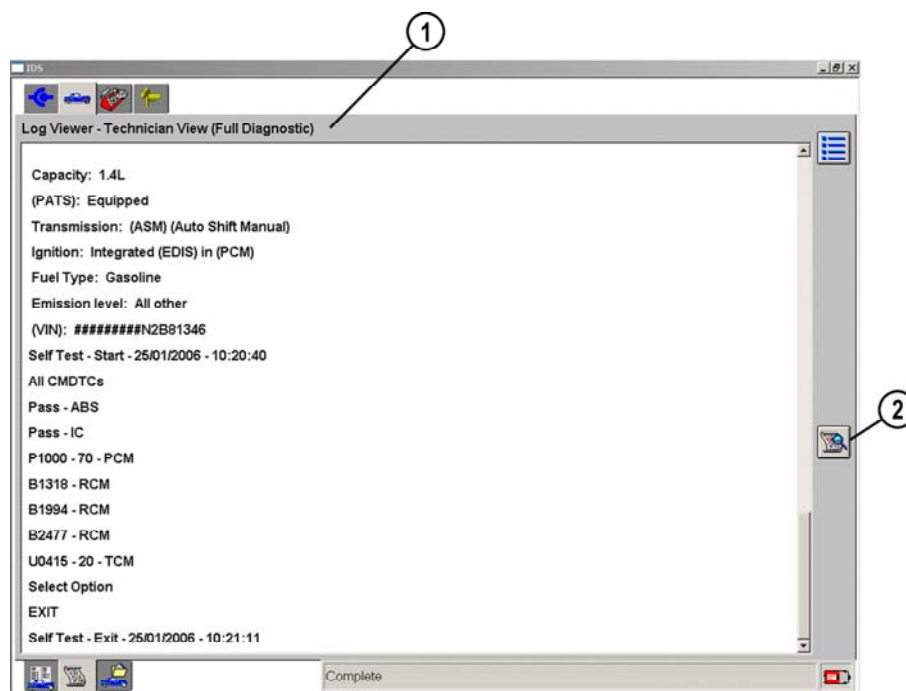 1
IDS
Log Viewer - Technician View (Full Diagnostic)
Capacity: 1.4L
(PATS): Equipped
Transmission: (ASM) (Auto Shift Manual)
Ignition: Integrated (EDIS) in (PCM)
Fuel Type: Gasoline
Emission level: All other
(VIN): #########N2B81346
Self Test - Start - 25/01/2006 - 10:20:40
All CMDTCs
Pass - ABS
Pass - IC
2
P1000 - 70 - PCM
B1318 - RCM
B1994 - RCM
B2477 - RCM
U0415 - 20 - TCM
Select Option
EXIT
Self Test - Exit - 25/01/2006 - 10:21:11
Complete